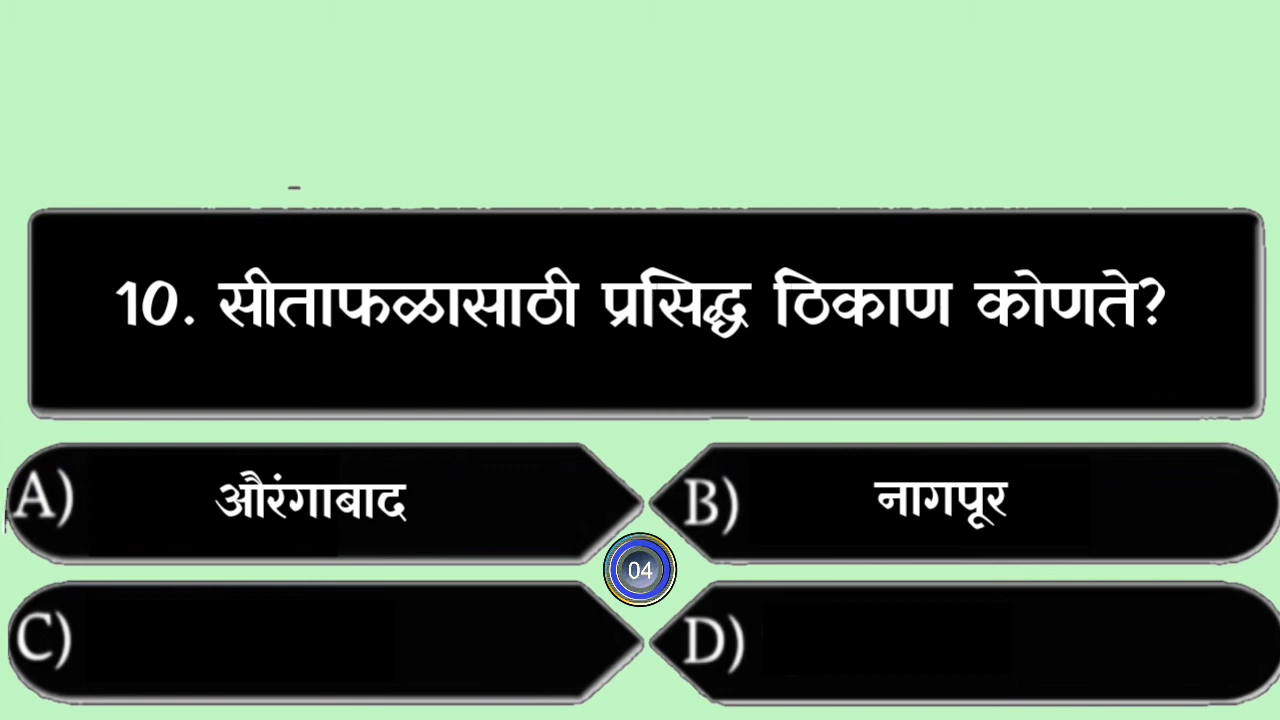 10. सीताफळासाठी प्रसिद्ध ठिकाण कोणते?
A) औरंगाबाद
B) नागपूर
04
C)
D)